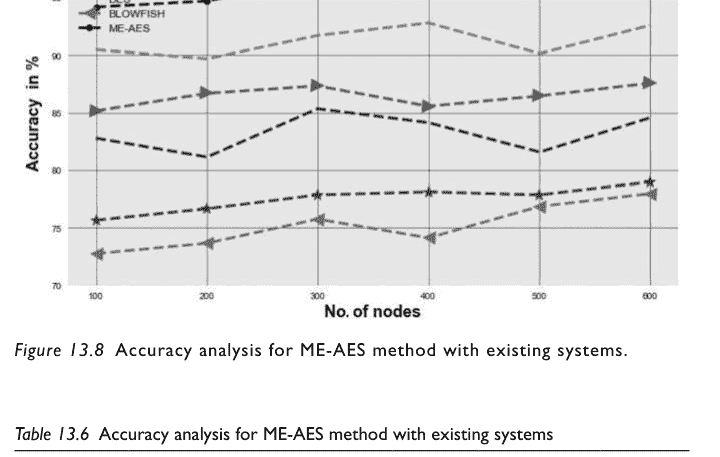 BLOWFISH
ME-AES
90
85
80
75
70
Accuracy in %
100 200 300 400 500 600
No. of nodes
Figure 13.8 Accuracy analysis for ME-AES method with existing systems.
Table 13.6 Accuracy analysis for ME-AES method with existing systems